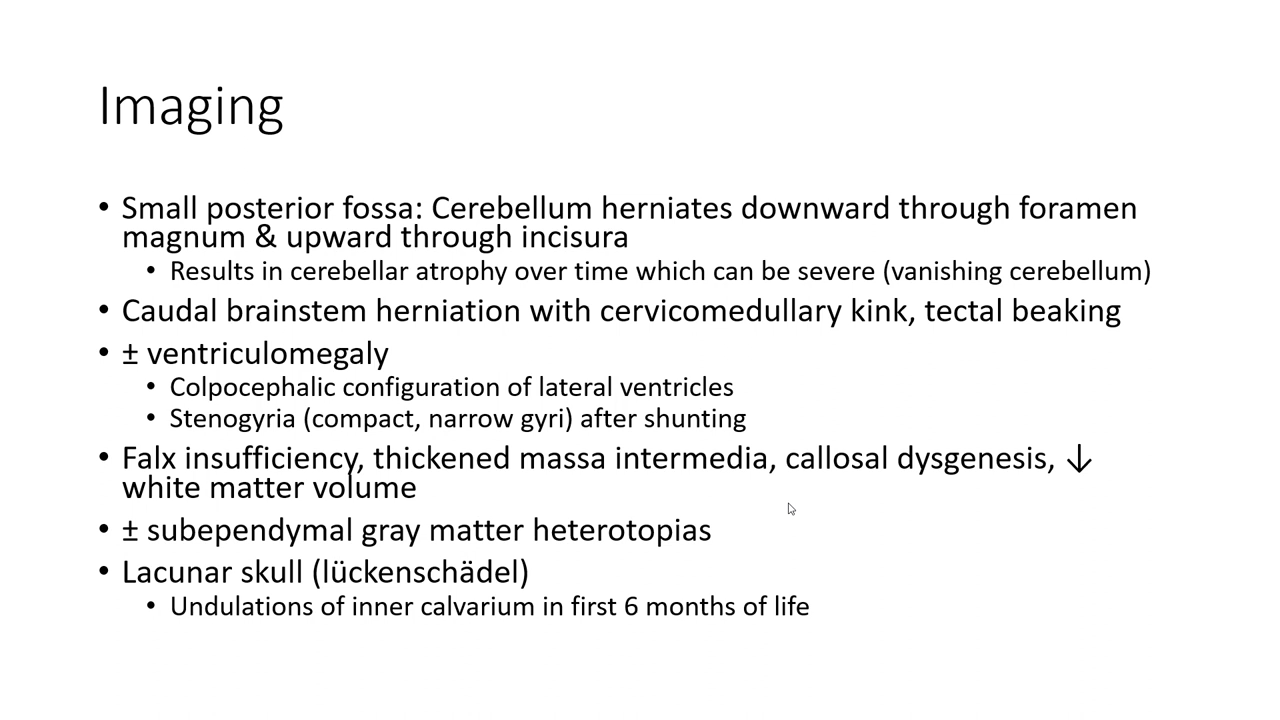 Imaging
• Small posterior fossa: Cerebellum herniates downward through foramen
magnum & upward through incisura
• Results in cerebellar atrophy over time which can be severe (vanishing cerebellum)
• Caudal brainstem herniation with cervicomedullary kink, tectal beaking
• ± ventriculomegaly
• Colpocephalic configuration of lateral ventricles
• Stenogyria (compact, narrow gyri) after shunting
• Falx insufficiency, thickened massa intermedia, callosal dysgenesis, ↓
white matter volume
• ± subependymal gray matter heterotopias
• Lacunar skull (lückenschädel)
• Undulations of inner calvarium in first 6 months of life